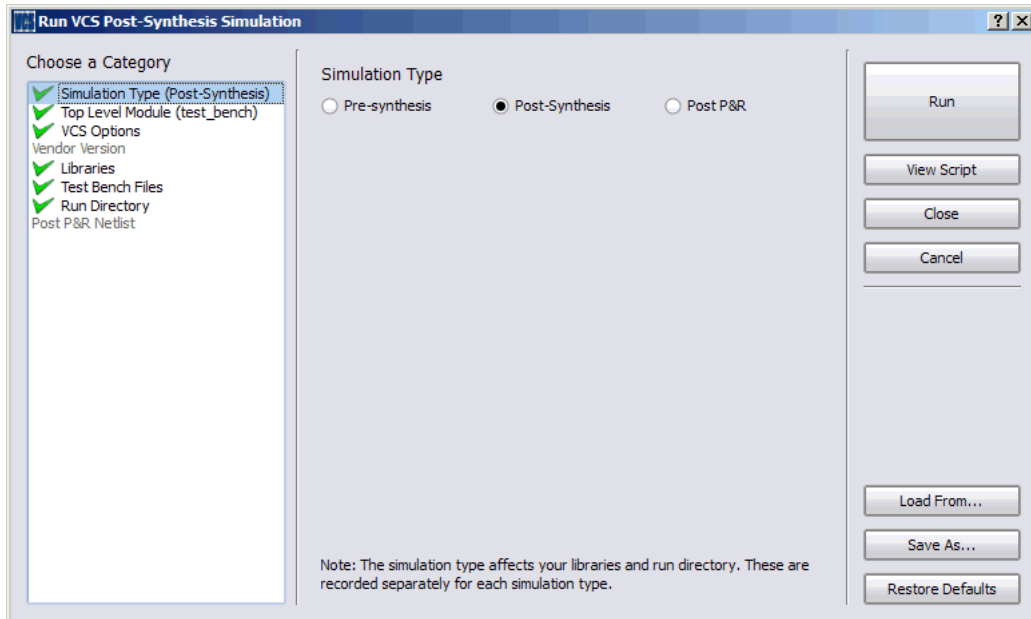 Run VCS Post-Synthesis Simulation
Choose a Category
Simulation Type (Post-Synthesis)
Top Level Module (test_bench)
VCS Options
Vendor Version
Libraries
Test Bench Files
Run Directory
Post P&R Netlist
Simulation Type
Pre-synthesis
Post-Synthesis
Post P&R
Note: The simulation type affects your libraries and run directory. These are
recorded separately for each simulation type.
Run
View Script
Close
Cancel
Load From...
Save As...
Restore Defaults